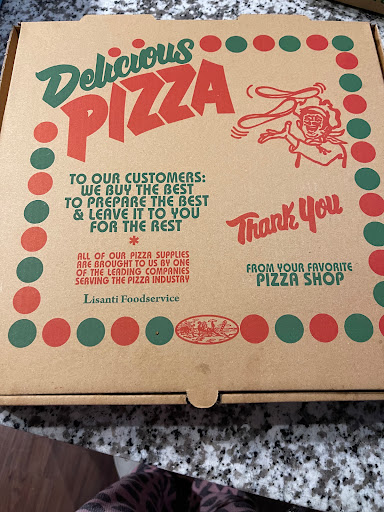 Delicious
PIZZA
TO OUR CUSTOMERS:
WE BUY THE BEST
TO PREPARE THE BEST
& LEAVE IT TO YOU
FOR THE REST
*
ALL OF OUR PIZZA SUPPLIES
ARE BROUGHT TO US BY ONE
OF THE LEADING COMPANIES
SERVING THE PIZZA INDUSTRY
Lisanti Foodservice
Thank You
FROM YOUR FAVORITE
PIZZA SHOP